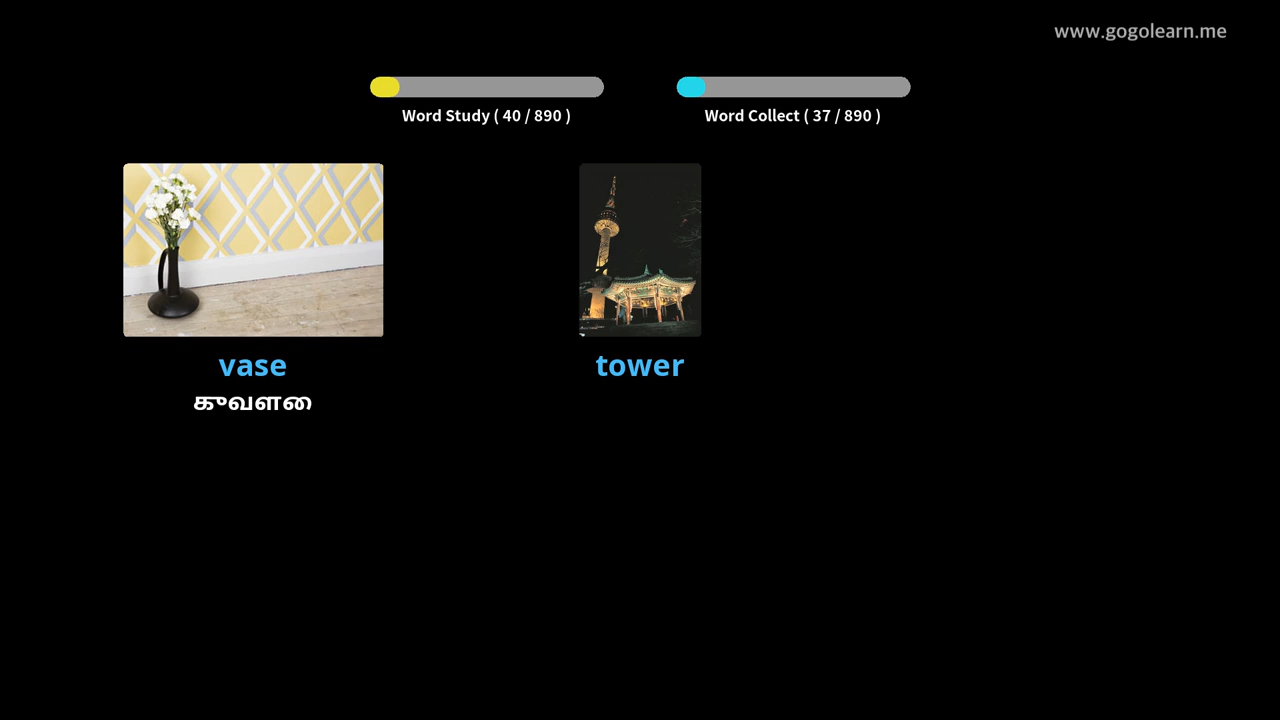 www.gogolearn.me
Word Study ( 40 / 890 )
Word Collect ( 37 / 890 )
vase
குவளை
tower